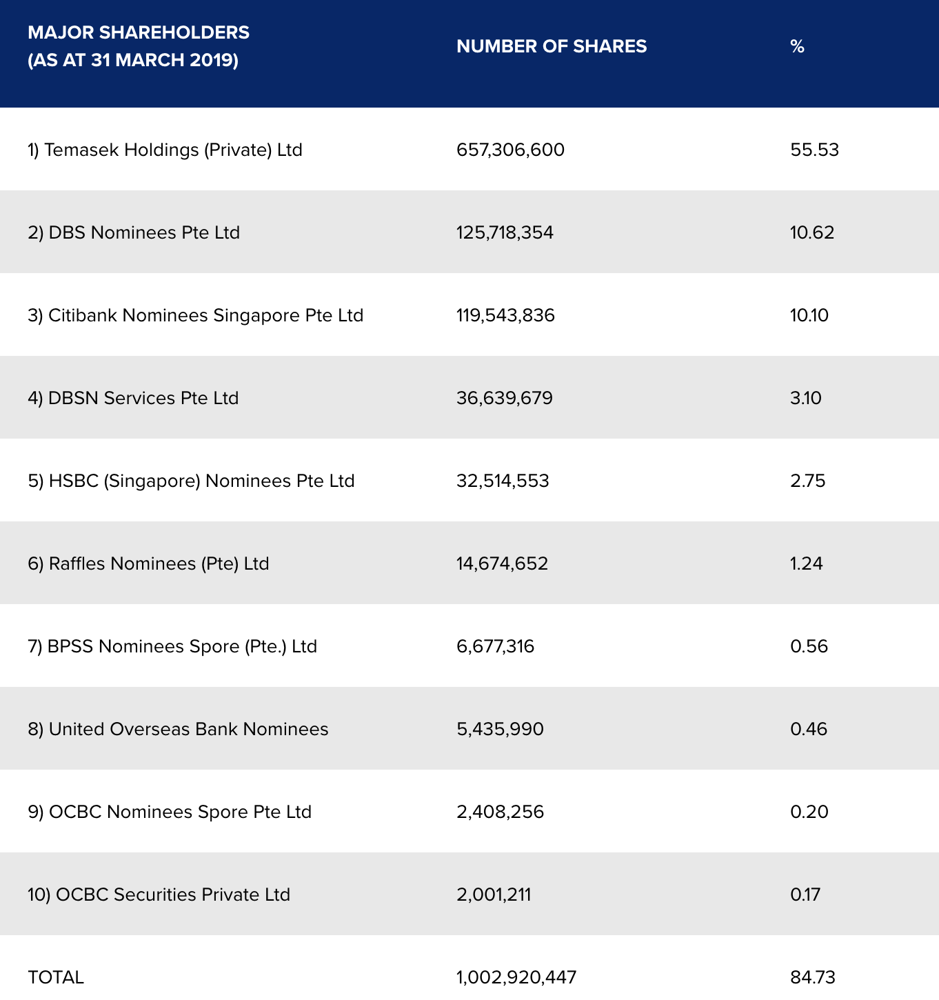 MAJOR SHAREHOLDERS
(AS AT 31 MARCH 2019)
NUMBER OF SHARES
%
1) Temasek Holdings (Private) Ltd 657,306,600 55.53
2) DBS Nominees Pte Ltd 125,718,354 10.62
3) Citibank Nominees Singapore Pte Ltd 119,543,836 10.10
4) DBSN Services Pte Ltd 36,639,679 3.10
5) HSBC (Singapore) Nominees Pte Ltd 32,514,553 2.75
6) Raffles Nominees (Pte) Ltd 14,674,652 1.24
7) BPSS Nominees Spore (Pte.) Ltd 6,677,316 0.56
8) United Overseas Bank Nominees 5,435,990 0.46
9) OCBC Nominees Spore Pte Ltd 2,408,256 0.20
10) OCBC Securities Private Ltd 2,001,211 0.17
TOTAL 1,002,920,447 84.73